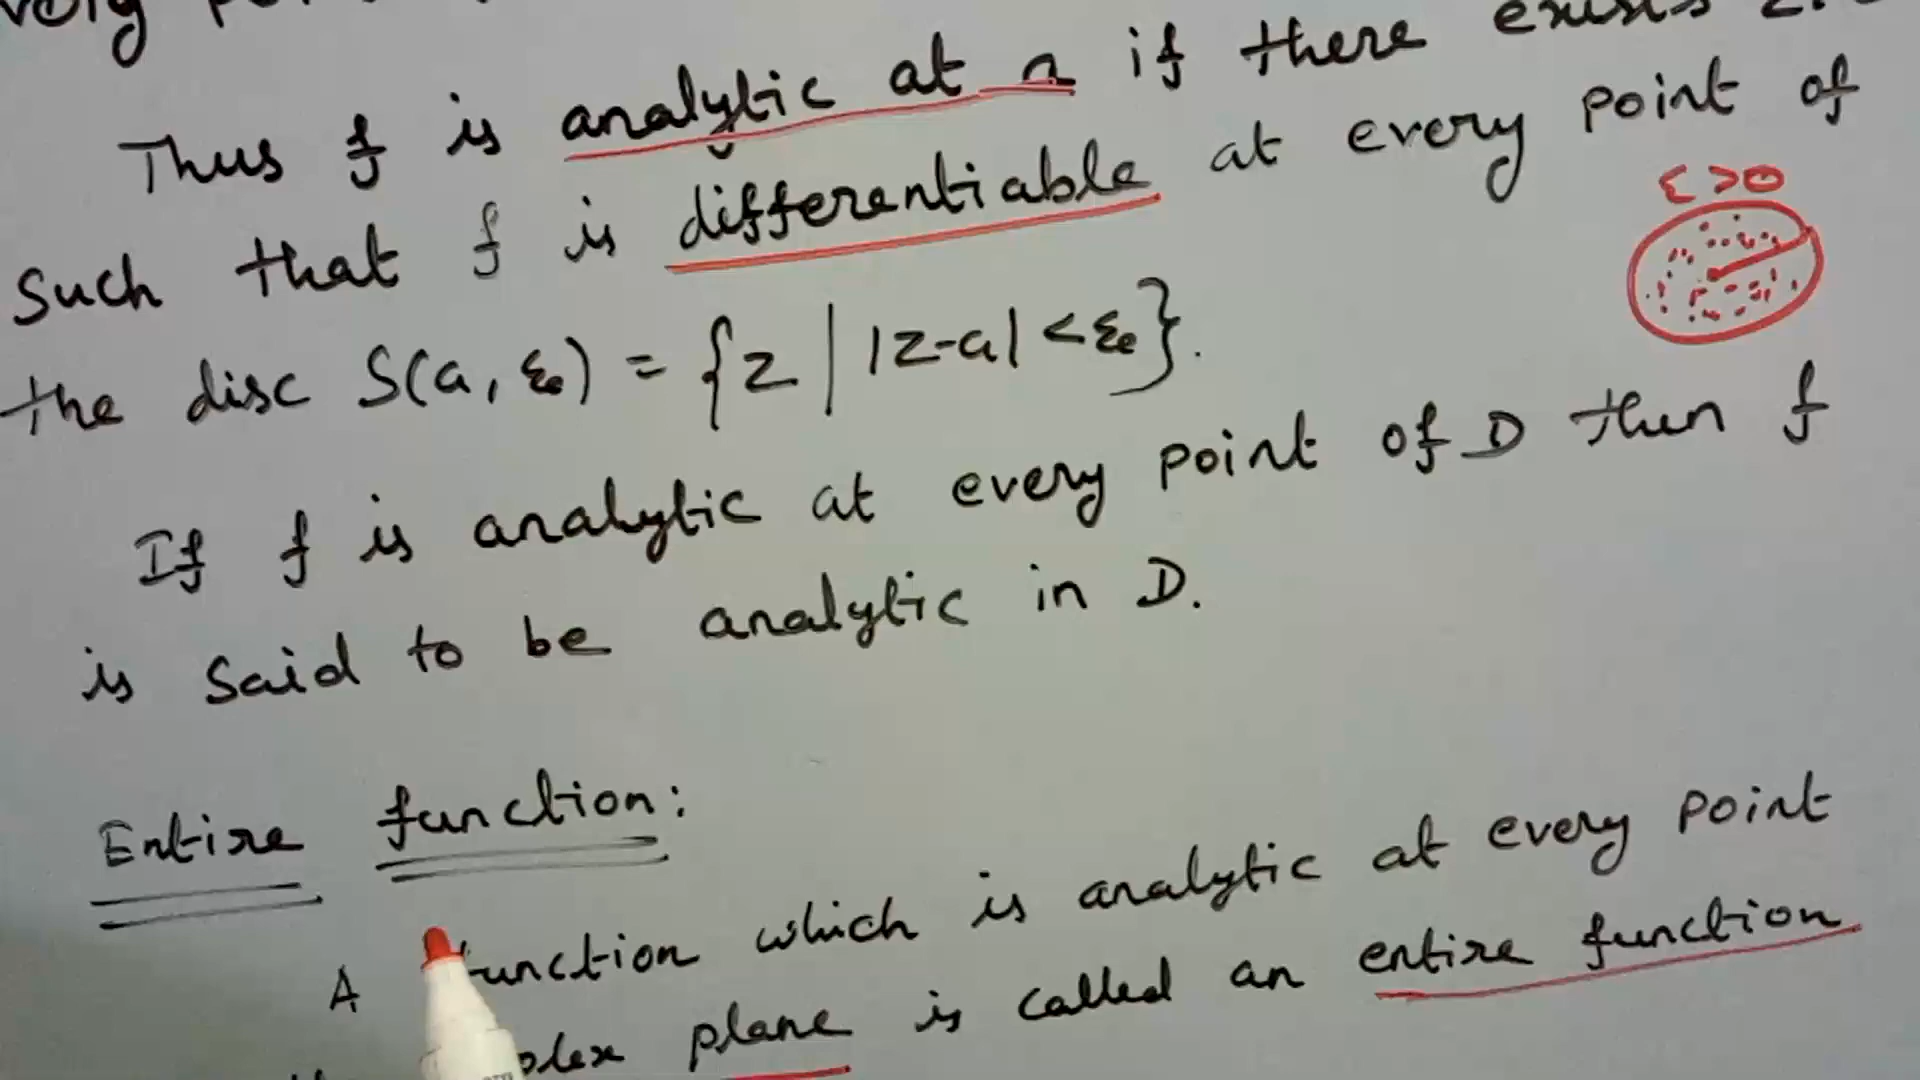 Thus f is analytic at a if there exists
Such that f is differentiable at every point of
ε > 0
the disc S(a, ε) = {z | |z-a| < ε}.
If f is analytic at every point of D then f
is said to be analytic in D.
Entire function:
A function which is analytic at every point
plane is called an entire function